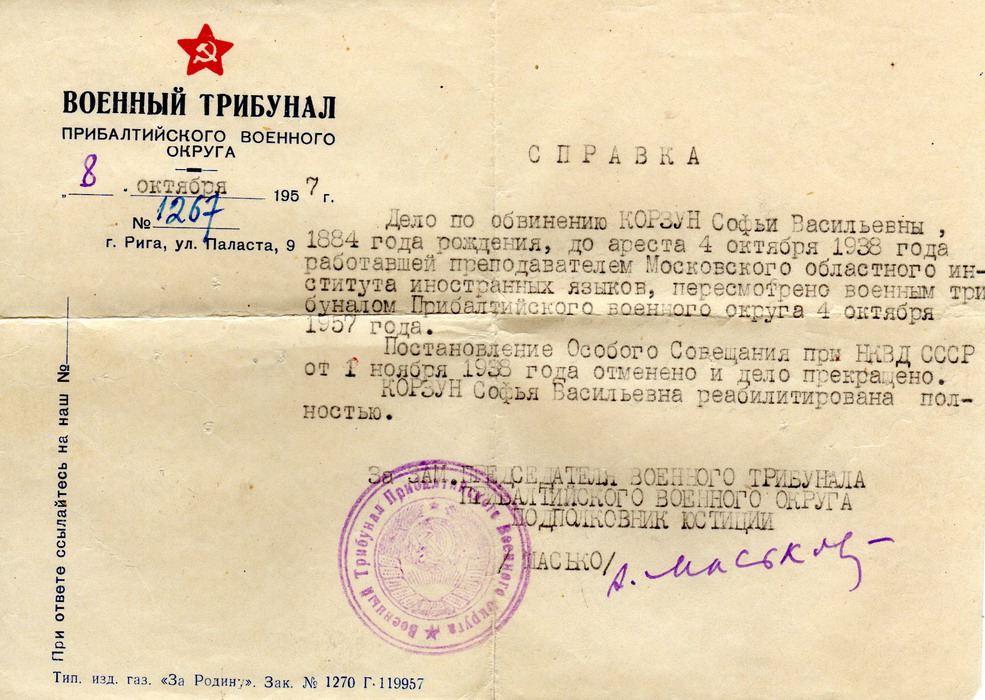 ВОЕННЫЙ ТРИБУНАЛ
ПРИБАЛТИЙСКОГО ВОЕННОГО
ОКРУГА
„8. октября 1957 г.
№ 1267
г. Рига, ул. Паласта, 9
При ответе ссылайтесь на наш №
СПРАВКА
Дело по обвинению КОРЗУН Софьи Васильевны,
1884 года рождения, до ареста 4 октября 1938 года
работавшей преподавателем Московского областного ин-
ститута иностранных языков, пересмотрено военным три
буналом Прибалтийского военного округа 4 октября
1957 года.
Постановление Особого Совещания при НКВД СССР
от 1 ноября 1938 года отменено и дело прекращено.
КОРЗУН Софья Васильевна реабилитирована пол-
ностью.
За ЗАМ.ПРЕДСЕДАТЕЛЯ ВОЕННОГО ТРИБУНАЛА
ПРИБАЛТИЙСКОГО ВОЕННОГО ОКРУГА
ПОДПОЛКОВНИК ЮСТИЦИИ
/МАСЬКО/
Военный Трибунал Прибалтийского Военного Округа
Тип. изд. газ. «За Родину». Зак. № 1270 Г-119957